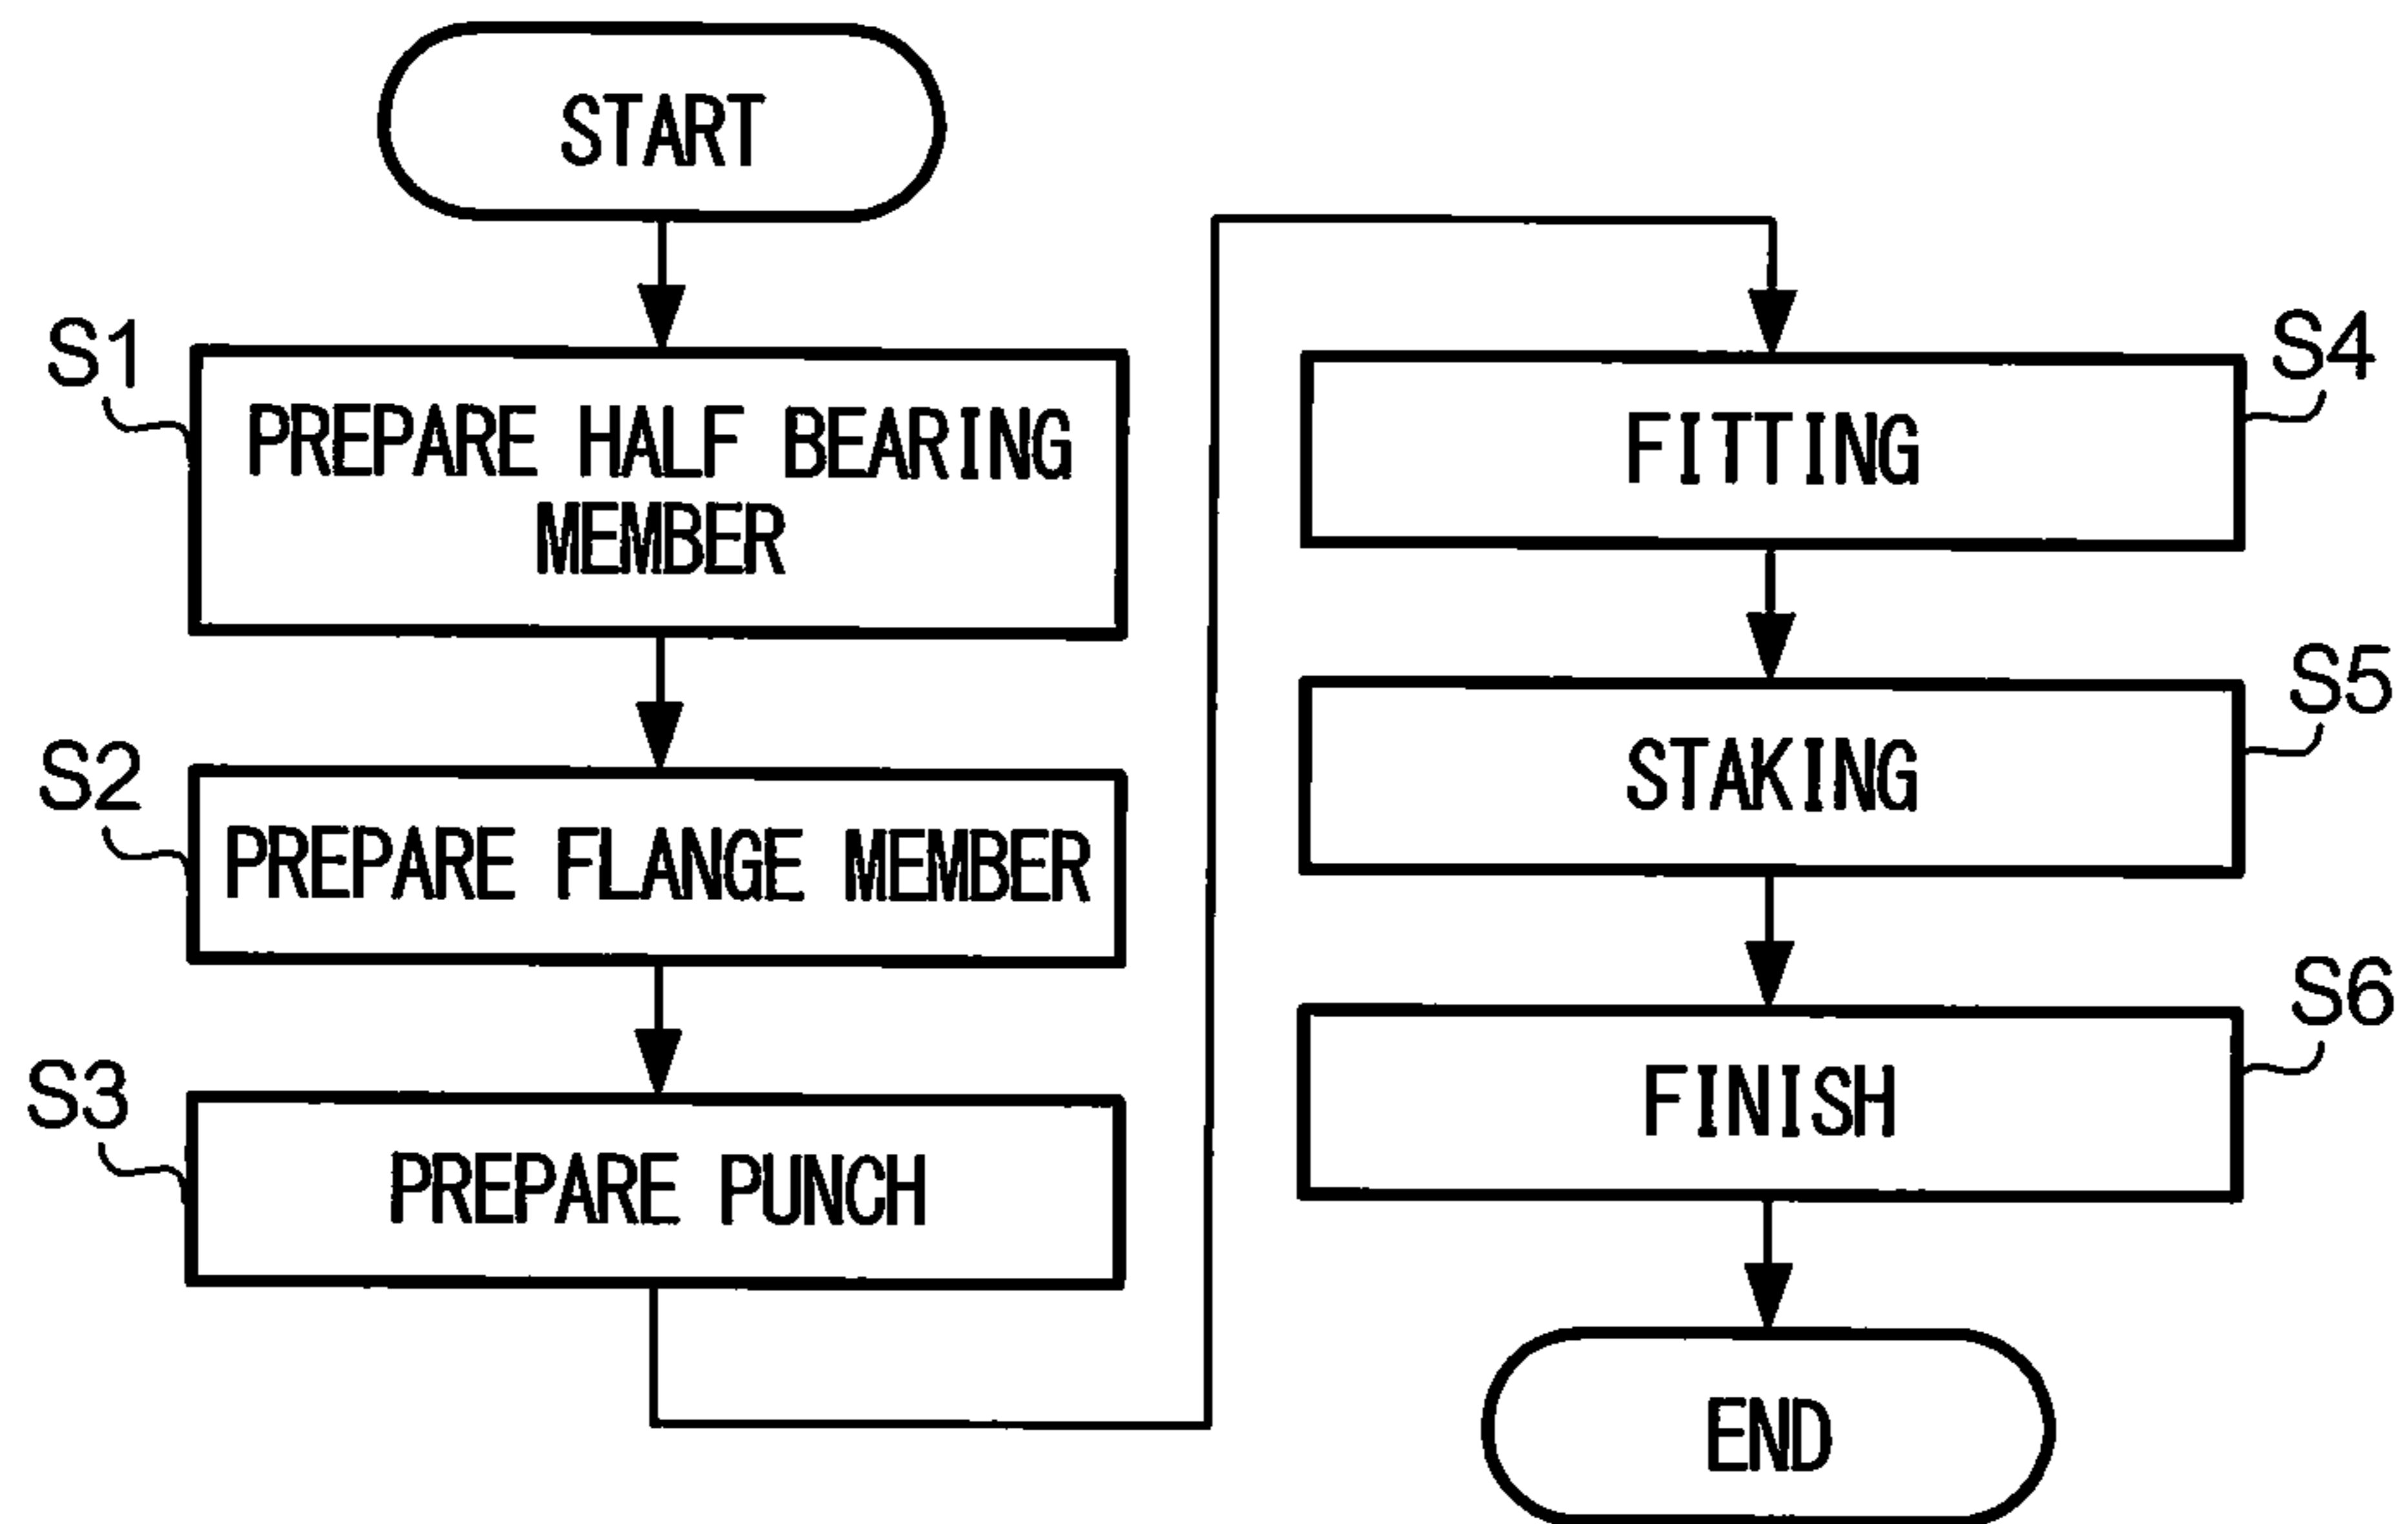 START
S1
PREPARE HALF BEARING
MEMBER
S2
PREPARE FLANGE MEMBER
S3
PREPARE PUNCH
S4
FITTING
S5
STAKING
S6
FINISH
END